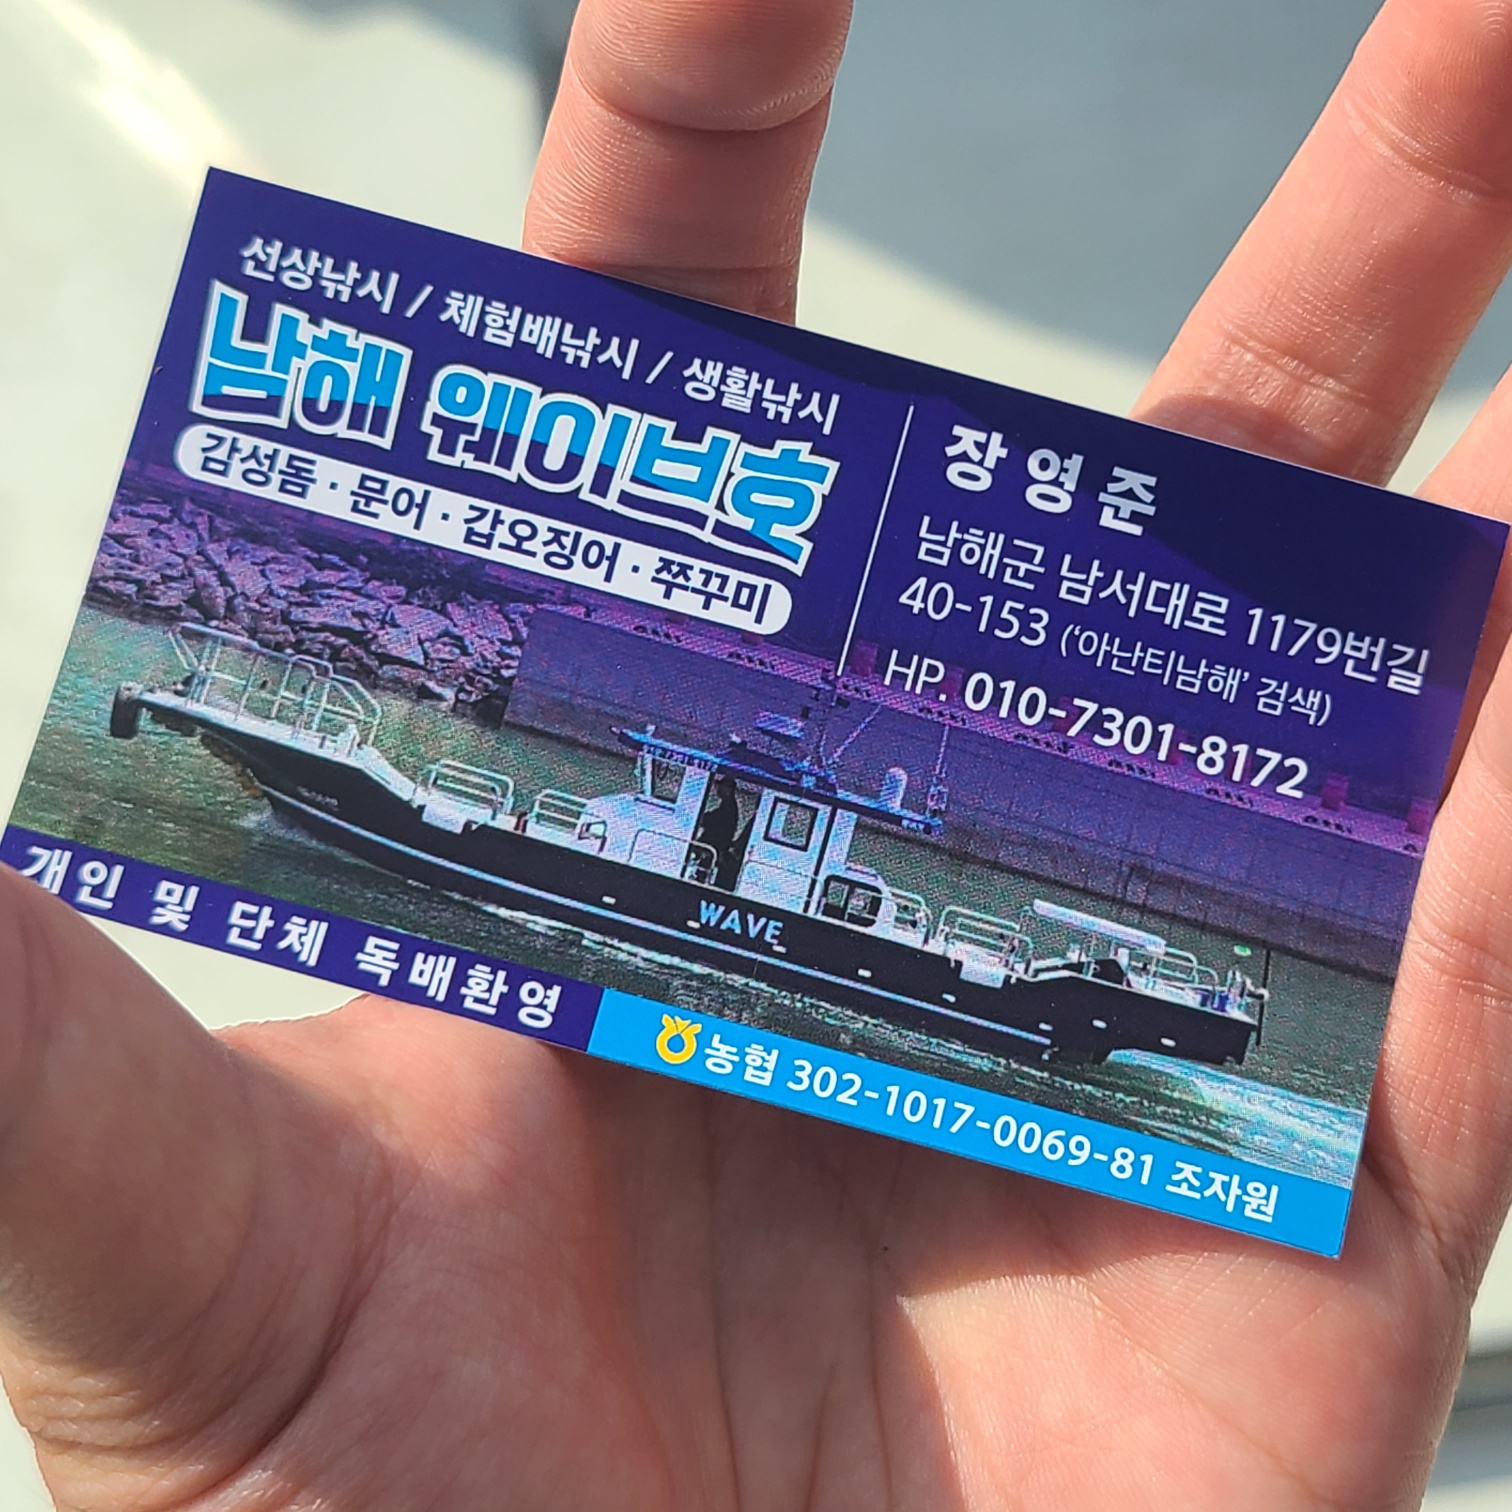 선상낚시 / 체험배낚시 / 생활낚시
남해 웨이브호
감성돔 · 문어 · 갑오징어 · 쭈꾸미
장영준
남해군 남서대로 1179번길
40-153 ('아난티남해' 검색)
HP. 010-7301-8172
WAVE
개인 및 단체 독배환영
농협 302-1017-0069-81 조자원